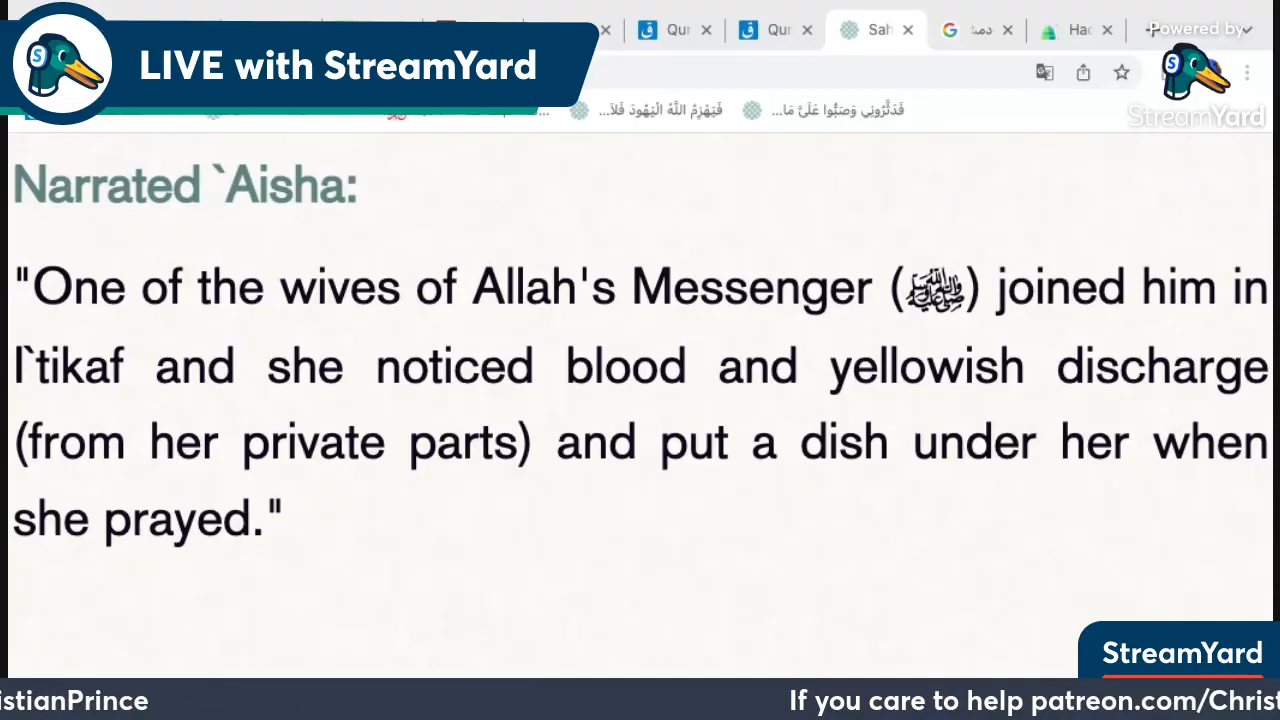 Qur
Qur
Sah
دمث
Had
Powered by
LIVE with StreamYard
StreamYard
فَدَثِّرُونِي وَصَبُّوا عَلَىَّ مَا...
فَيَهْزِمُ اللَّهُ الْيَهُودَ فَلاَ...
Narrated `Aisha:
"One of the wives of Allah's Messenger (ﷺ) joined him in
I`tikaf and she noticed blood and yellowish discharge
(from her private parts) and put a dish under her when
she prayed."
StreamYard
istianPrince
If you care to help patreon.com/Christ